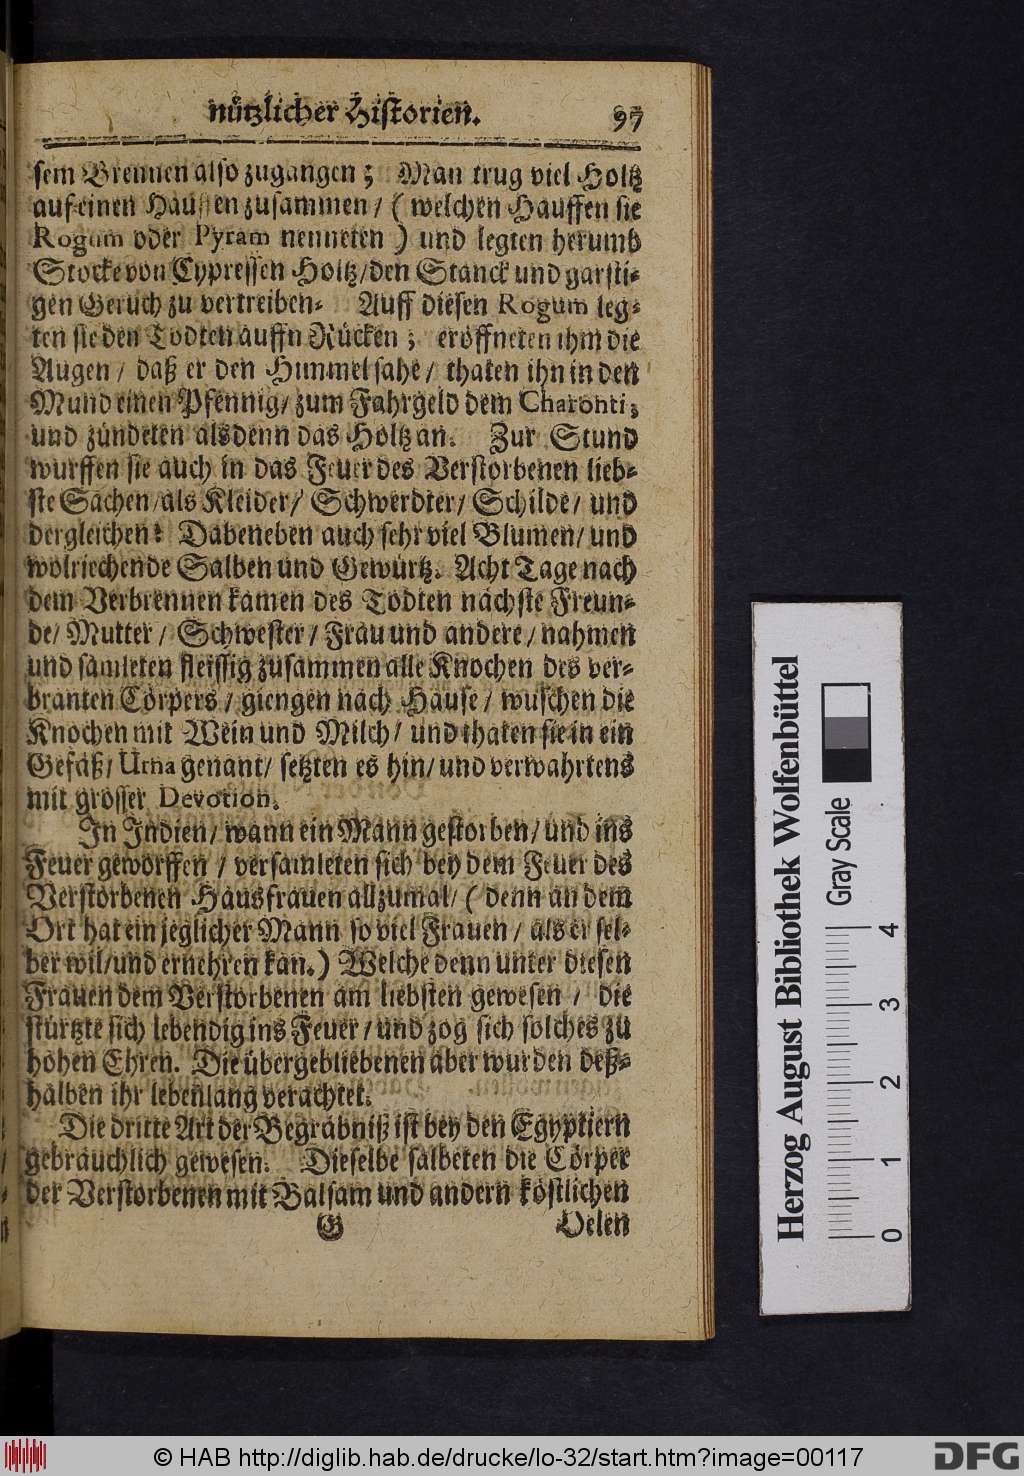 nützlicher Historien. 97
sem Brennen also zugangen; Man trug viel Holtz
auf einen Hauffen zusammen / ( welchen Hauffen sie
Rogum oder Pyram nenneten ) und legten herumb
Stöcke von Cypressen Holtz / den Stanck und garsti-
gen Geruch zu vertreiben. Auff diesen Rogum leg-
ten sie den Todten auffn Rücken; eröffneten ihm die
Augen / daß er den Himmel sahe / thaten ihn in den
Mund einen Pfennig / zum Fahrgeld dem Charonti;
und zündeten alsdenn das Holtz an. Zur Stund
wurffen sie auch in das Feuer des Verstorbenen lieb-
ste Sachen / als Kleider / Schwerdter / Schilde / und
dergleichen: Dabeneben auch sehr viel Blumen / und
wolriechende Salben und Gewürtz. Acht Tage nach
dem Verbrennen kamen des Todten nächste Freun-
de / Mutter / Schwester / Frau und andere / nahmen
und samleten fleissig zusammen alle Knochen des ver-
branten Cörpers / giengen nach Hause / wuschen die
Knochen mit Wein und Milch / und thaten sie in ein
Gefäß / Urna genant / setzten es hin / und verwahrtens
mit grosser Devotion.
In Indien / wann ein Mann gestorben / und ins
Feuer geworffen / versamleten sich bey dem Feuer des
Verstorbenen Hausfrauen allzumal / ( denn an dem
Ort hat ein jeglicher Mann so viel Frauen / als er sel-
ber wil / und ernehren kan.) Welche denn unter diesen
Frauen dem Verstorbenen am liebsten gewesen / die
stürtzte sich lebendig ins Feuer / und zog sich solches zu
hohen Ehren. Die übergebliebenen aber wurden deß-
halben ihr lebenlang verachtet.
Die dritte Art der Begräbniß ist bey den Egyptiern
gebräuchlich gewesen. Dieselbe salbeten die Cörper
der Verstorbenen mit Balsam und andern köstlichen
G Oelen
Herzog August Bibliothek Wolfenbüttel
Gray Scale
0 1 2 3 4
© HAB http://diglib.hab.de/drucke/lo-32/start.htm?image=00117
DFG